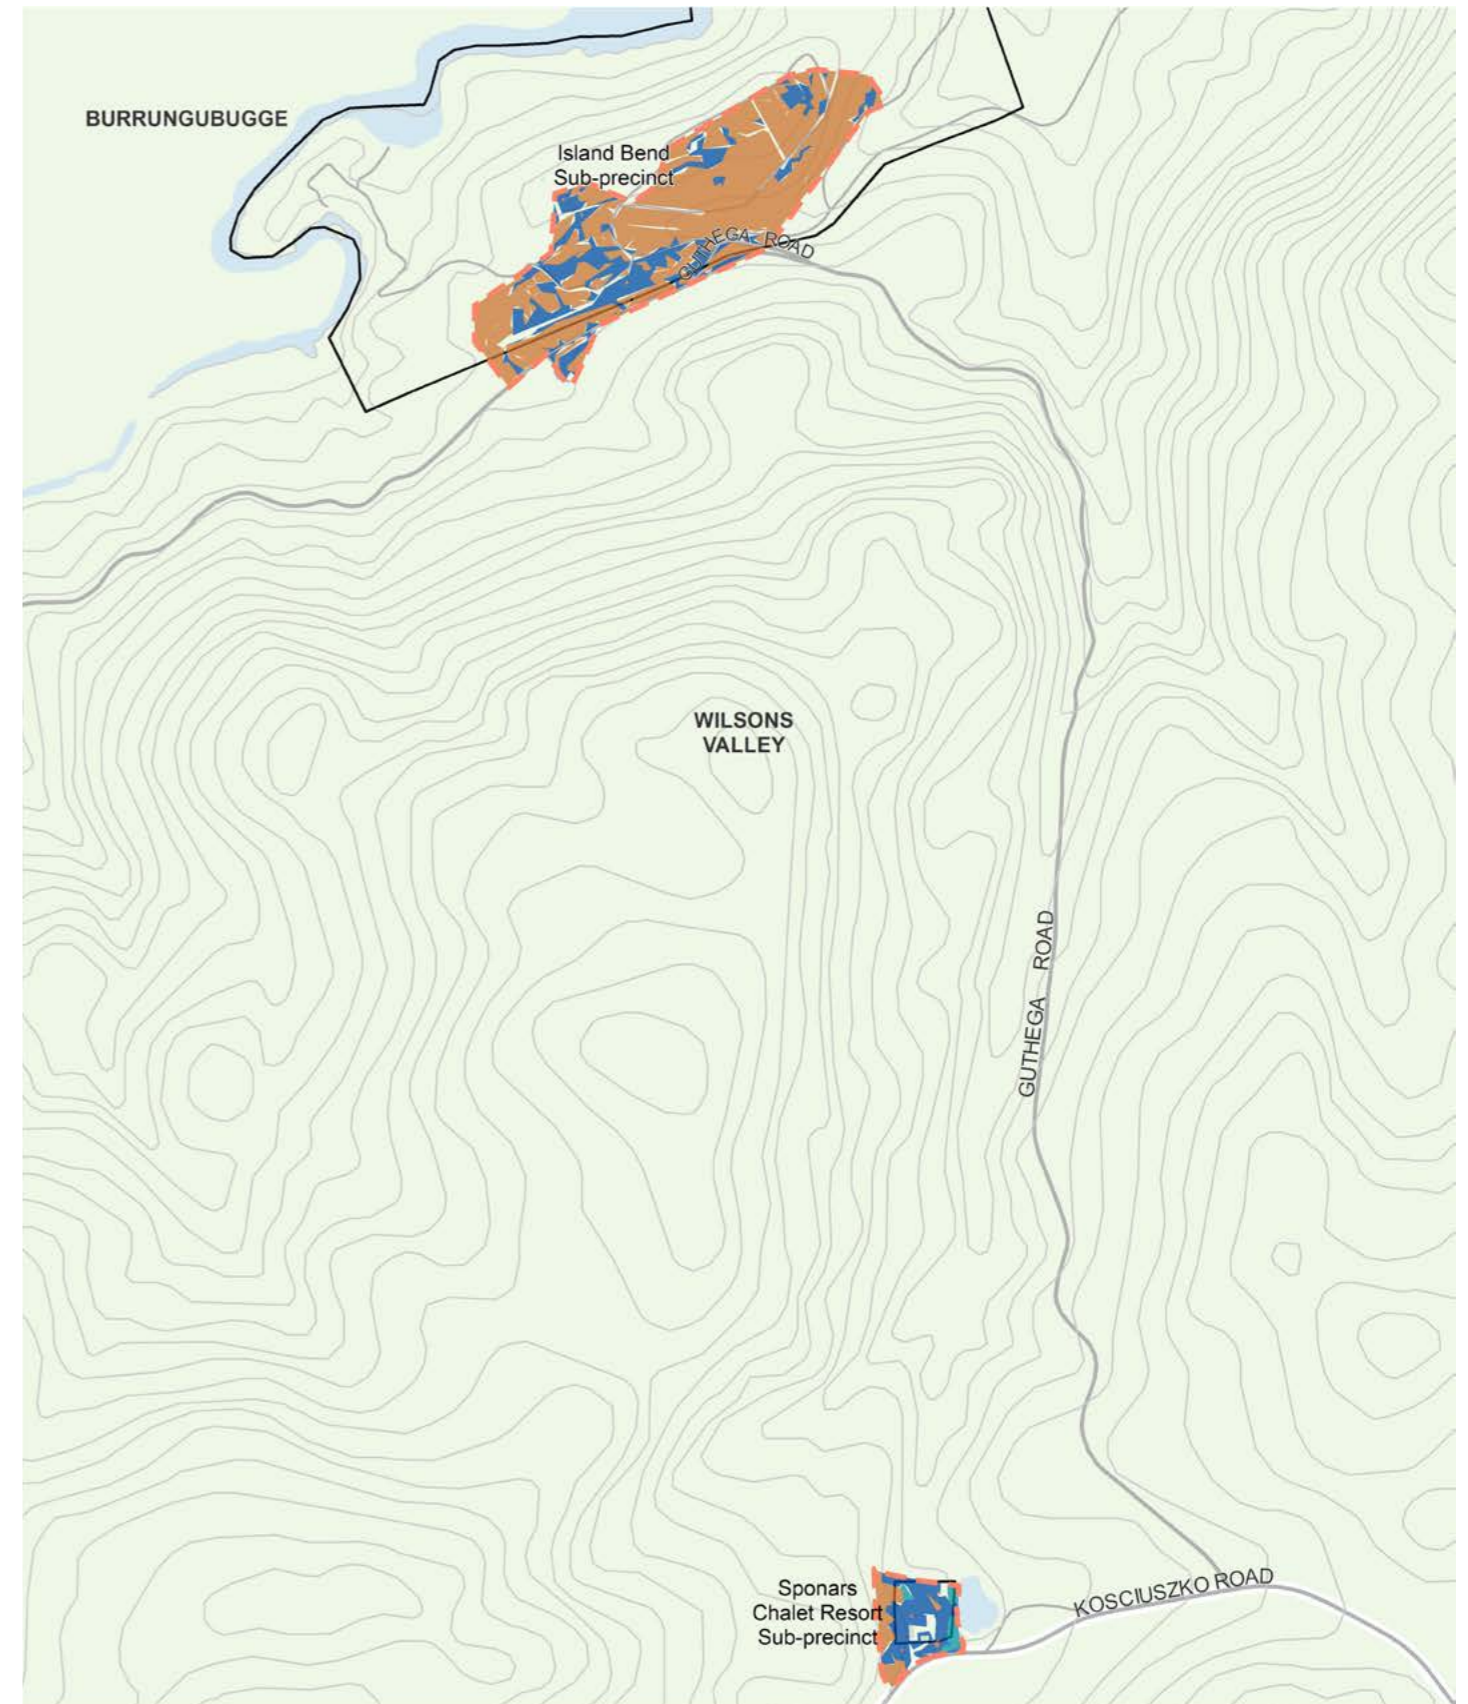 BURRUNGUBUGGE
Island Bend
Sub-precinct
GUTHEGA ROAD
WILSONS
VALLEY
GUTHEGA ROAD
Sponars
Chalet Resort
Sub-precinct
KOSCIUSZKO ROAD